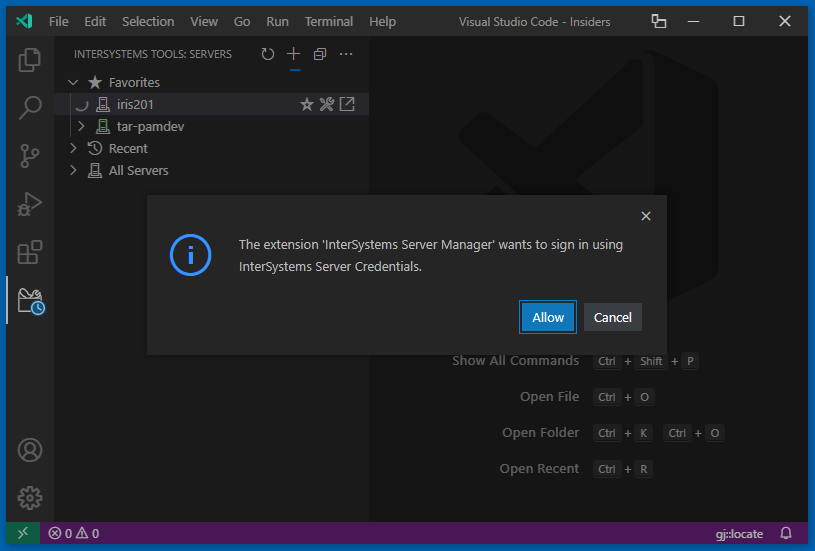 File Edit Selection View Go Run Terminal Help Visual Studio Code - Insiders
INTERSYSTEMS TOOLS: SERVERS
Favorites
iris201
tar-pamdev
Recent
All Servers
The extension 'InterSystems Server Manager' wants to sign in using
InterSystems Server Credentials.
Allow Cancel
Show All Commands Ctrl + Shift + P
Open File Ctrl + O
Open Folder Ctrl + K Ctrl + O
Open Recent Ctrl + R
0 0 gj::locate